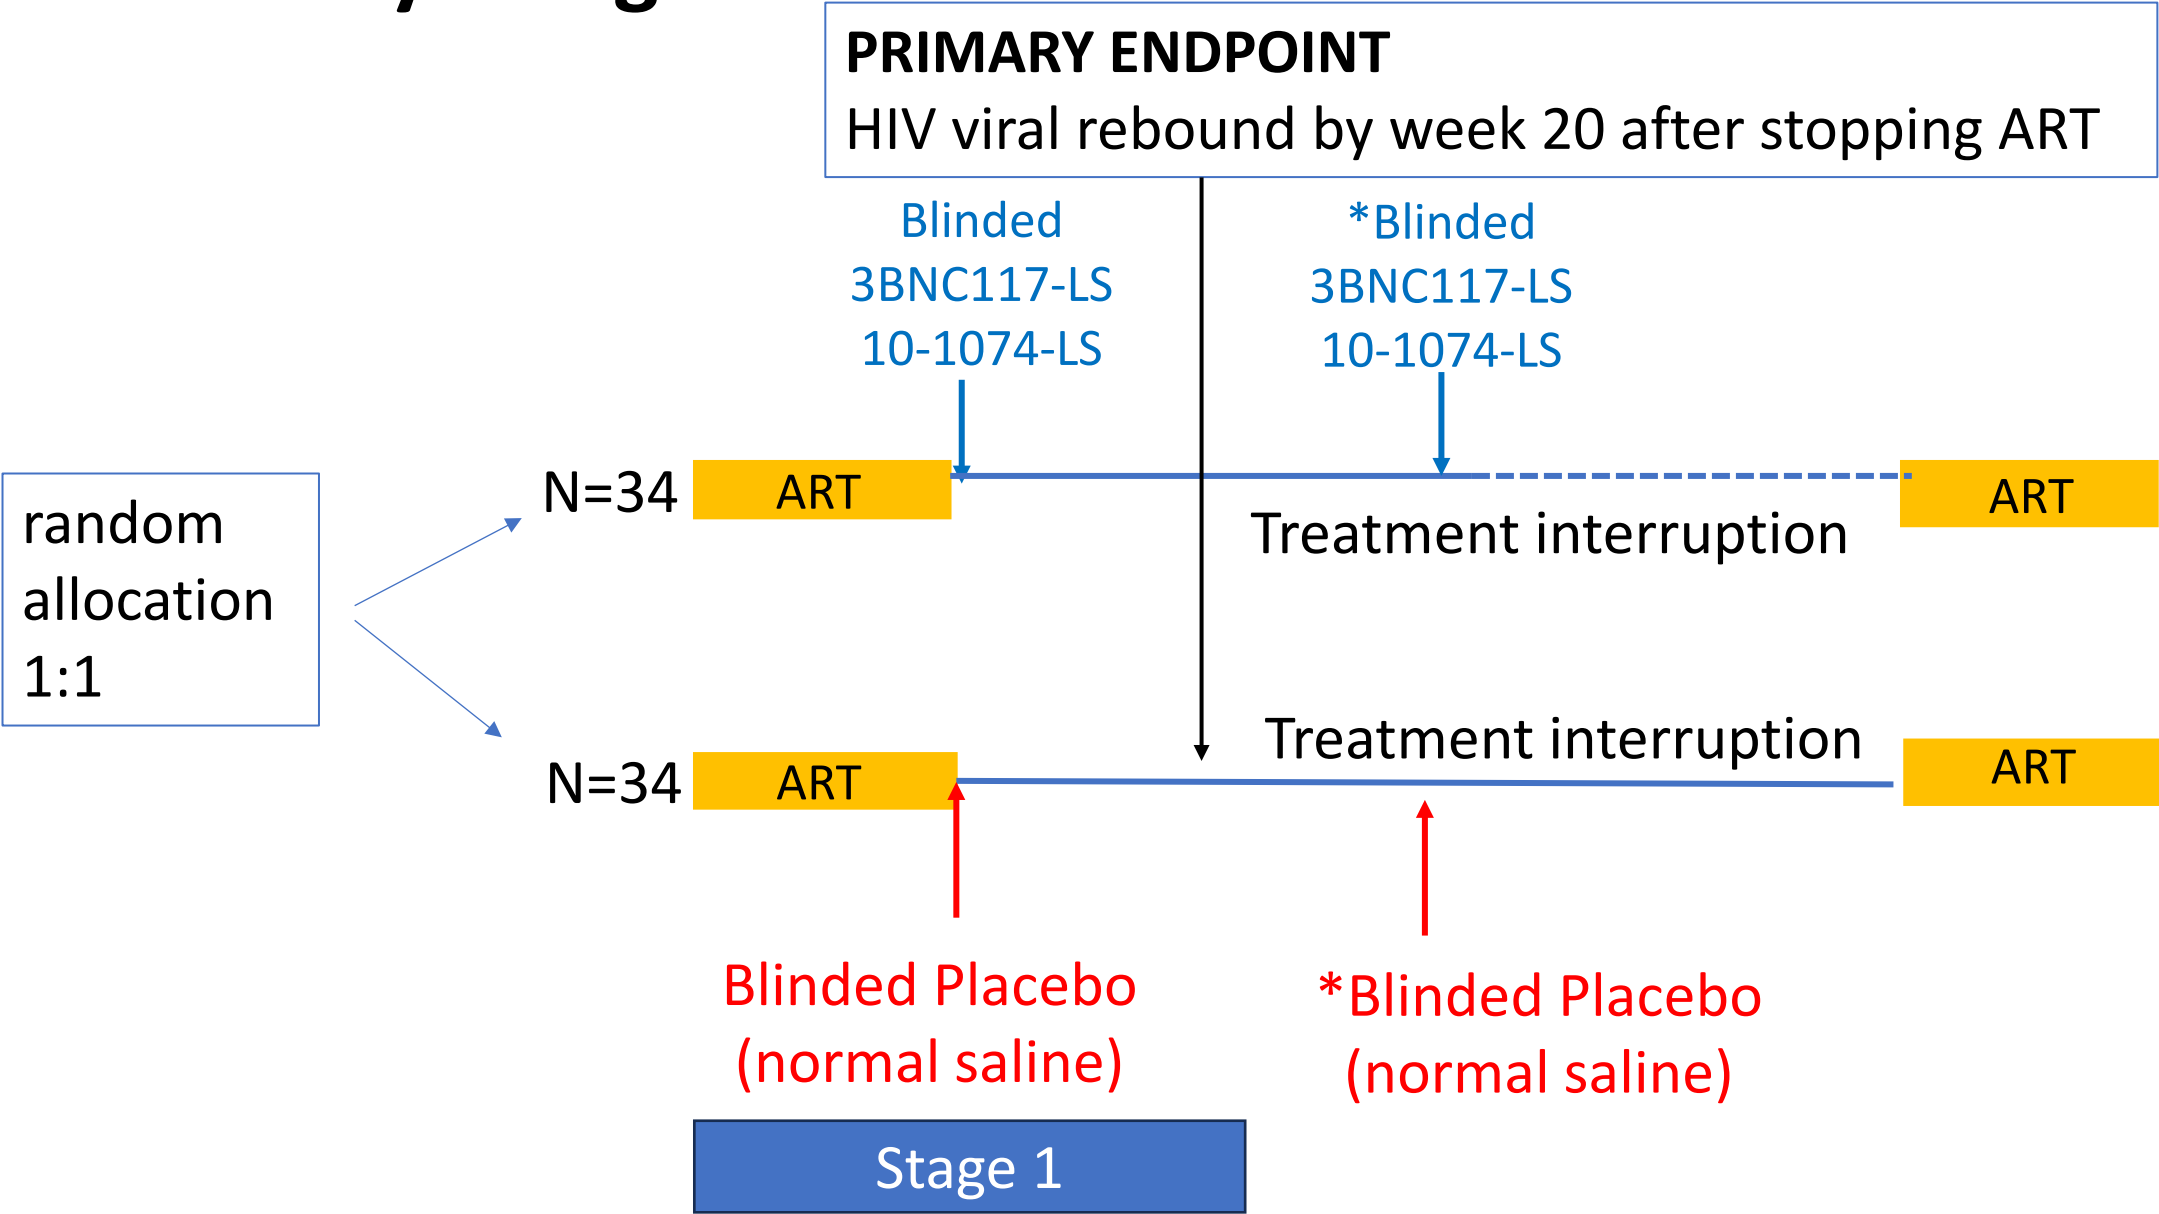 PRIMARY ENDPOINT
HIV viral rebound by week 20 after stopping ART
Blinded
3BNC117-LS
10-1074-LS
*Blinded
3BNC117-LS
10-1074-LS
random
allocation
1:1
N=34
ART
ART
Treatment interruption
Treatment interruption
N=34
ART
ART
Blinded Placebo
(normal saline)
*Blinded Placebo
(normal saline)
Stage 1